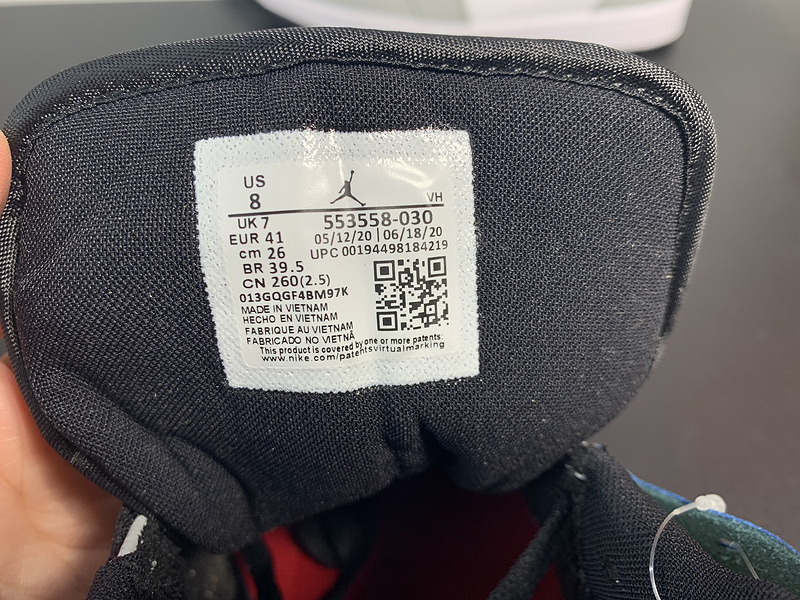 US
8
VH
UK 7
553558-030
EUR 41
05/12/20 | 06/18/20
cm 26
UPC 00194498184219
BR 39.5
CN 260(2.5)
013GQGF4BM97K
MADE IN VIETNAM
HECHO EN VIETNAM
FABRIQUE AU VIETNAM
FABRICADO NO VIETNÃ
This product is covered by one or more patents:
www.nike.com/patentsvirtualmarking